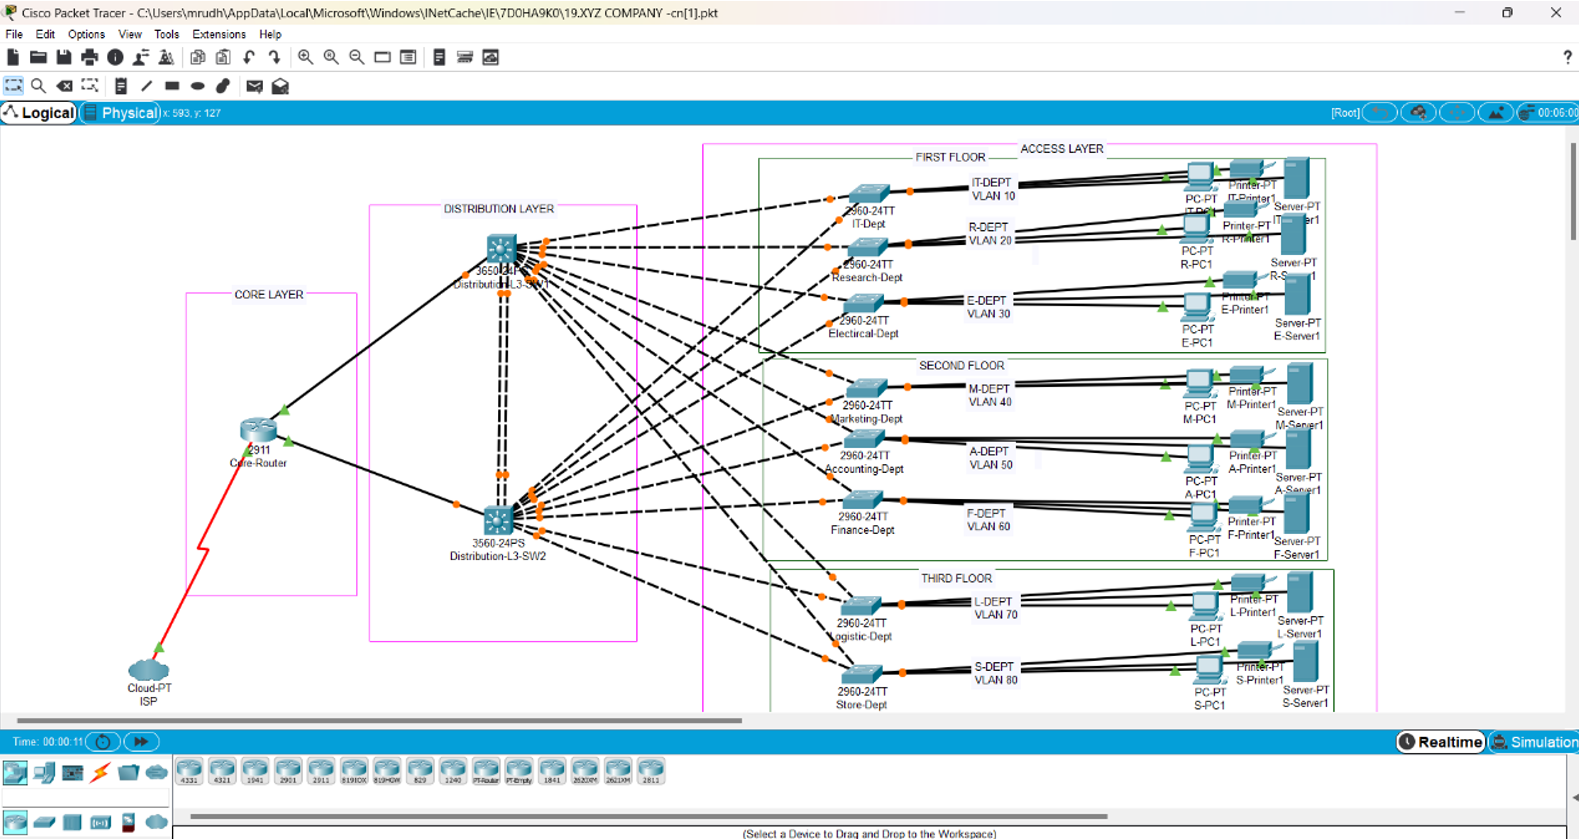 Cisco Packet Tracer - C:\Users\mrudh\AppData\Local\Microsoft\Windows\INetCache\IE\7D0HA9K0\19.XYZ COMPANY -cn[1].pkt
File Edit Options View Tools Extensions Help
?
Logical Physical x: 593, y: 127 [Root] 00:06:00
ACCESS LAYER
FIRST FLOOR
IT-DEPT
VLAN 10
2960-24TT
IT-Dept
PC-PT
Printer-PT
IT-Printer1
Server-PT
R-DEPT
VLAN 20
2960-24TT
Research-Dept
PC-PT
R-PC1
Printer-PT
R-Printer1
Server-PT
E-DEPT
VLAN 30
2960-24TT
Electircal-Dept
PC-PT
E-PC1
Printer-PT
E-Printer1
Server-PT
E-Server1
DISTRIBUTION LAYER
3650-24PS
Distribution-L3-SW1
CORE LAYER
2911
Core-Router
3560-24PS
Distribution-L3-SW2
Cloud-PT
ISP
SECOND FLOOR
M-DEPT
VLAN 40
2960-24TT
Marketing-Dept
PC-PT
M-PC1
Printer-PT
M-Printer1
Server-PT
M-Server1
A-DEPT
VLAN 50
2960-24TT
Accounting-Dept
PC-PT
A-PC1
Printer-PT
A-Printer1
Server-PT
A-Server1
F-DEPT
VLAN 60
2960-24TT
Finance-Dept
PC-PT
F-PC1
Printer-PT
F-Printer1
Server-PT
F-Server1
THIRD FLOOR
L-DEPT
VLAN 70
2960-24TT
Logistic-Dept
PC-PT
L-PC1
Printer-PT
L-Printer1
Server-PT
L-Server1
S-DEPT
VLAN 80
2960-24TT
Store-Dept
PC-PT
S-PC1
Printer-PT
S-Printer1
Server-PT
S-Server1
Time: 00:00:11 Realtime Simulation
4331 4321 1941 2901 2911 819IOX 819HGW 829 1240 PT-Router PT-Empty 1841 2620XM 2621XM 2811
(Select a Device to Drag and Drop to the Workspace)